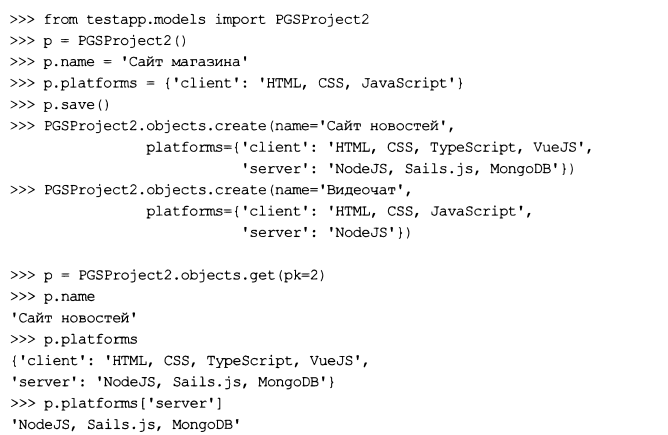 >>> from testapp.models import PGSProject2
>>> p = PGSProject2()
>>> p.name = 'Сайт магазина'
>>> p.platforms = {'client': 'HTML, CSS, JavaScript'}
>>> p.save()
>>> PGSProject2.objects.create(name='Сайт новостей',
platforms={'client': 'HTML, CSS, TypeScript, VueJS',
'server': 'NodeJS, Sails.js, MongoDB'})
>>> PGSProject2.objects.create(name='Видеочат',
platforms={'client': 'HTML, CSS, JavaScript',
'server': 'NodeJS'})
>>> p = PGSProject2.objects.get(pk=2)
>>> p.name
'Сайт новостей'
>>> p.platforms
{'client': 'HTML, CSS, TypeScript, VueJS',
'server': 'NodeJS, Sails.js, MongoDB'}
>>> p.platforms['server']
'NodeJS, Sails.js, MongoDB'